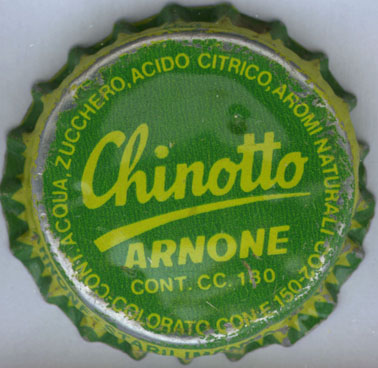 Chinotto
ARNONE
CONT. CC. 180
CONT. ACQUA, ZUCCHERO, ACIDO CITRICO, AROMI NATURALI. CO2. COLORATO CON E 150